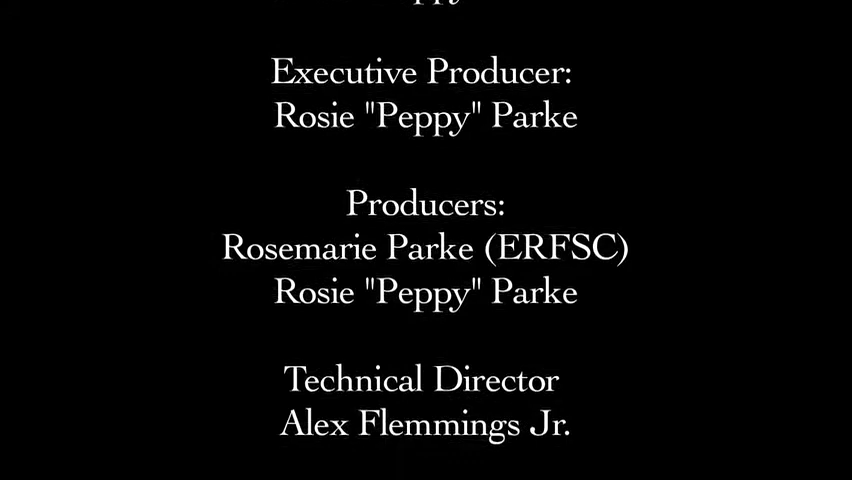 Executive Producer:
Rosie "Peppy" Parke
Producers:
Rosemarie Parke (ERFSC)
Rosie "Peppy" Parke
Technical Director
Alex Flemmings Jr.